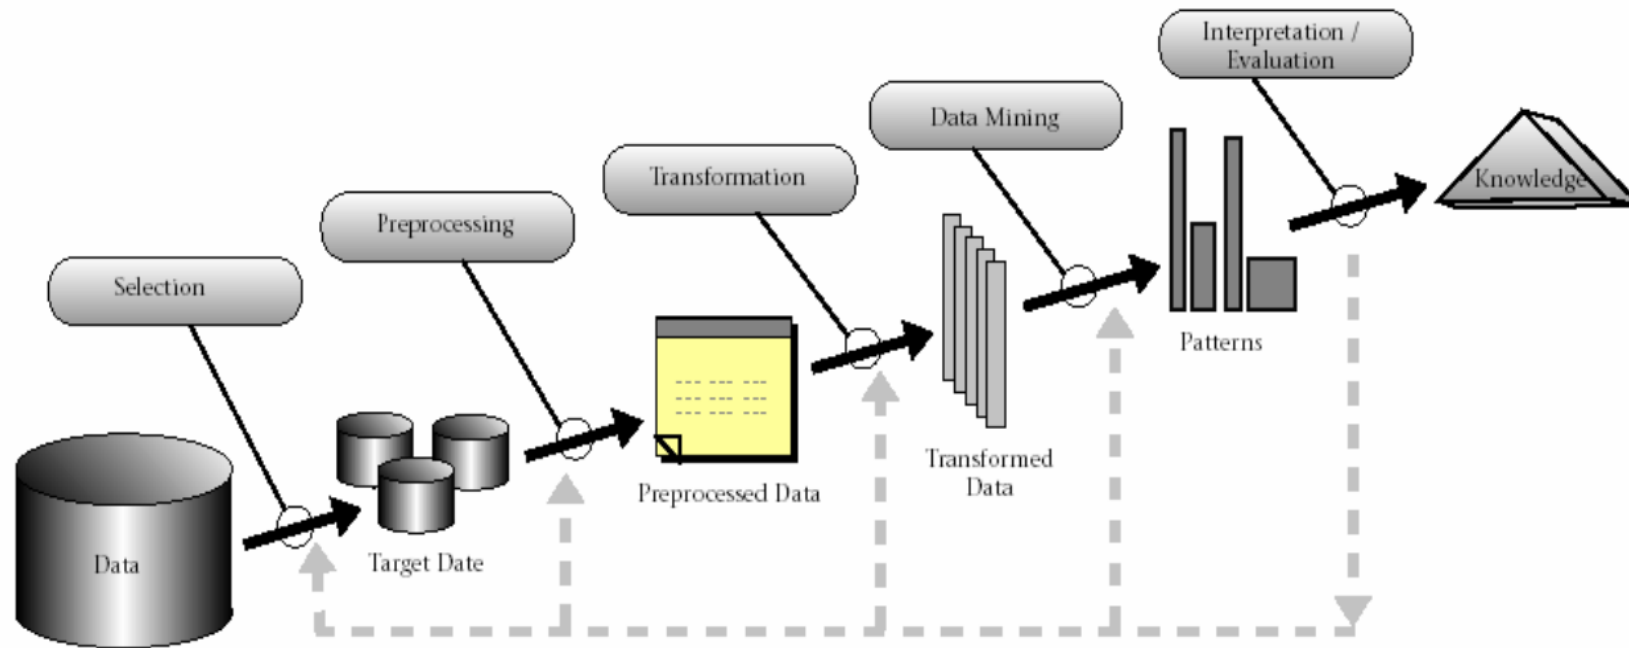 Interpretation /
Evaluation
Data Mining
Transformation
Preprocessing
Selection
Knowledge
Patterns
Transformed
Data
Preprocessed Data
Target Date
Data